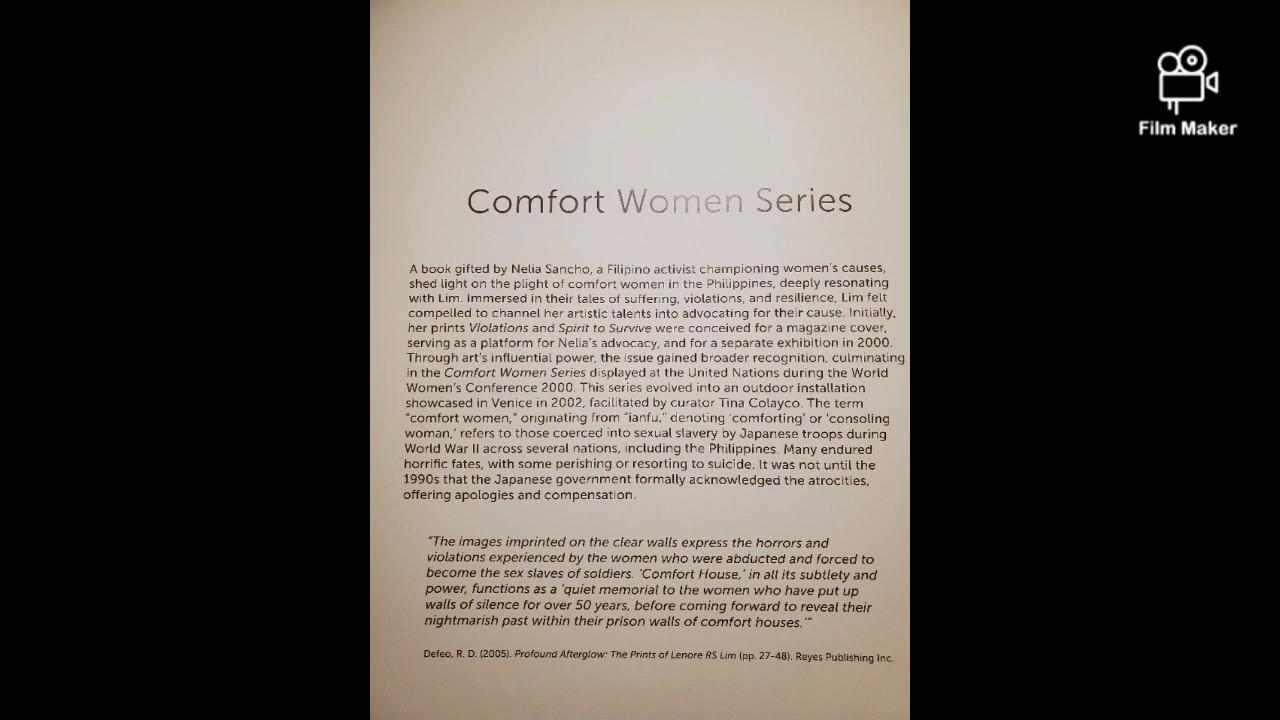 Comfort Women Series
A book gifted by Nelia Sancho, a Filipino activist championing women's causes,
shed light on the plight of comfort women in the Philippines, deeply resonating
with Lim. Immersed in their tales of suffering, violations, and resilience, Lim felt
compelled to channel her artistic talents into advocating for their cause. Initially,
her prints Violations and Spirit to Survive were conceived for a magazine cover,
serving as a platform for Nelia's advocacy, and for a separate exhibition in 2000.
Through art's influential power, the issue gained broader recognition, culminating
in the Comfort Women Series displayed at the United Nations during the World
Women's Conference 2000. This series evolved into an outdoor installation
showcased in Venice in 2002, facilitated by curator Tina Colayco. The term
"comfort women," originating from "ianfu," denoting 'comforting' or 'consoling
woman,' refers to those coerced into sexual slavery by Japanese troops during
World War II across several nations, including the Philippines. Many endured
horrific fates, with some perishing or resorting to suicide. It was not until the
1990s that the Japanese government formally acknowledged the atrocities,
offering apologies and compensation.
"The images imprinted on the clear walls express the horrors and
violations experienced by the women who were abducted and forced to
become the sex slaves of soldiers. 'Comfort House,' in all its subtlety and
power, functions as a 'quiet memorial to the women who have put up
walls of silence for over 50 years, before coming forward to reveal their
nightmarish past within their prison walls of comfort houses.'"
Defeo, R. D. (2005). Profound Afterglow: The Prints of Lenore RS Lim (pp. 27-48). Reyes Publishing Inc.
Film Maker